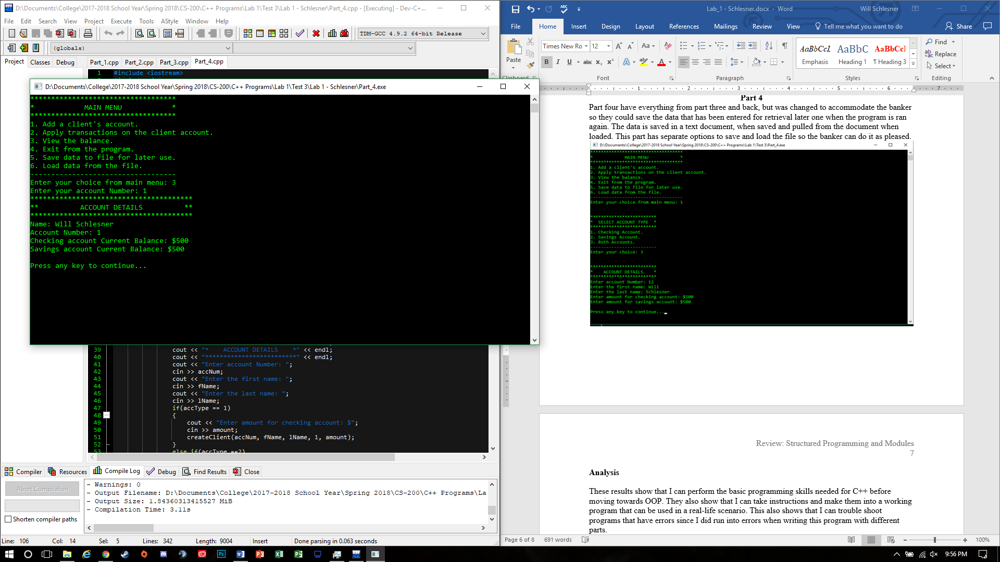 D:\Documents\College\2017-2018 School Year\Spring 2018\CS-200\C++ Programs\Lab 1\Test 3\Lab 1 - Schlesner\Part_4.cpp - [Executing] - Dev-C+...
File Edit Search View Project Execute Tools AStyle Window Help
TDM-GCC 4.9.2 64-bit Release
(globals)
Project Classes Debug
Part_1.cpp Part_2.cpp Part_3.cpp Part_4.cpp
1 #include <iostream>
D:\Documents\College\2017-2018 School Year\Spring 2018\CS-200\C++ Programs\Lab 1\Test 3\Lab 1 - Schlesner\Part_4.exe
***********************************
* MAIN MENU *
***********************************
1. Add a client's account.
2. Apply transactions on the client account.
3. View the balance.
4. Exit from the program.
5. Save data to file for later use.
6. Load data from the file.
-----------------------------------
Enter your choice from main menu: 3
Enter your account Number: 1
***************************************
** ACCOUNT DETAILS **
***************************************
Name: Will Schlesner
Account Number: 1
Checking account Current Balance: $500
Savings account Current Balance: $500
Press any key to continue...
39 cout << "* ACCOUNT DETAILS *" << endl;
40 cout << "*************************" << endl;
41 cout << "Enter account Number: ";
42 cin >> accNum;
43 cout << "Enter the first name: ";
44 cin >> fName;
45 cout << "Enter the last name: ";
46 cin >> lName;
47 if(accType == 1)
48 {
49 cout << "Enter amount for checking account: $";
50 cin >> amount;
51 createClient(accNum, fName, lName, 1, amount);
52 }
53 else if(accType ==2)
Compiler Resources Compile Log Debug Find Results Close
Abort Compilation
Shorten compiler paths
- Warnings: 0
- Output Filename: D:\Documents\College\2017-2018 School Year\Spring 2018\CS-200\C++ Programs\La
- Output Size: 1.84360313415527 MiB
- Compilation Time: 3.11s
Line: 106 Col: 14 Sel: 5 Lines: 342 Length: 9004 Insert Done parsing in 0.063 seconds
Lab_1 - Schlesner.docx - Word
Will Schlesner
File Home Insert Design Layout References Mailings Review View Tell me what you want to do Share
Paste
Times New Ro 12
Clipboard Font Paragraph Styles Editing
AaBbCcL AaBbC AaBbCcl
Emphasis Heading 1 ¶ Heading 3
Find
Replace
Select
1 2 3 4 5 6 7
Part 4
Part four have everything from part three and back, but was changed to accommodate the banker
so they could save the data that has been entered for retrieval later one when the program is ran
again. The data is saved in a text document, when saved and pulled from the document when
loaded. This part has separate options to save and load the file so the banker can do it as pleased.
D:\Documents\College\2017-2018 School Year\Spring 2018\CS-200\C++ Programs\Lab 1\Test 3\Part_4.exe
***********************************
* MAIN MENU *
***********************************
1. Add a client's account.
2. Apply transactions on the client account.
3. View the balance.
4. Exit from the program.
5. Save data to file for later use.
6. Load data from the file.
-----------------------------------
Enter your choice from main menu: 1
*************************
* SELECT ACCOUNT TYPE *
*************************
1. Checking Account.
2. Savings Account.
3. Both Accounts.
-------------------------
Enter your choice: 3
*************************
* ACCOUNT DETAILS *
*************************
Enter account Number: 12
Enter the first name: Will
Enter the last name: Schlesner
Enter amount for checking account: $500
Enter amount for savings account: $500
Press any key to continue..._
Review: Structured Programming and Modules
7
Analysis
These results show that I can perform the basic programming skills needed for C++ before
moving towards OOP. They also show that I can take instructions and make them into a working
program that can be used in a real-life scenario. This also shows that I can trouble shoot
programs that have errors since I did run into errors when writing this program with different
parts.
Page 6 of 8 691 words
100%
9:56 PM